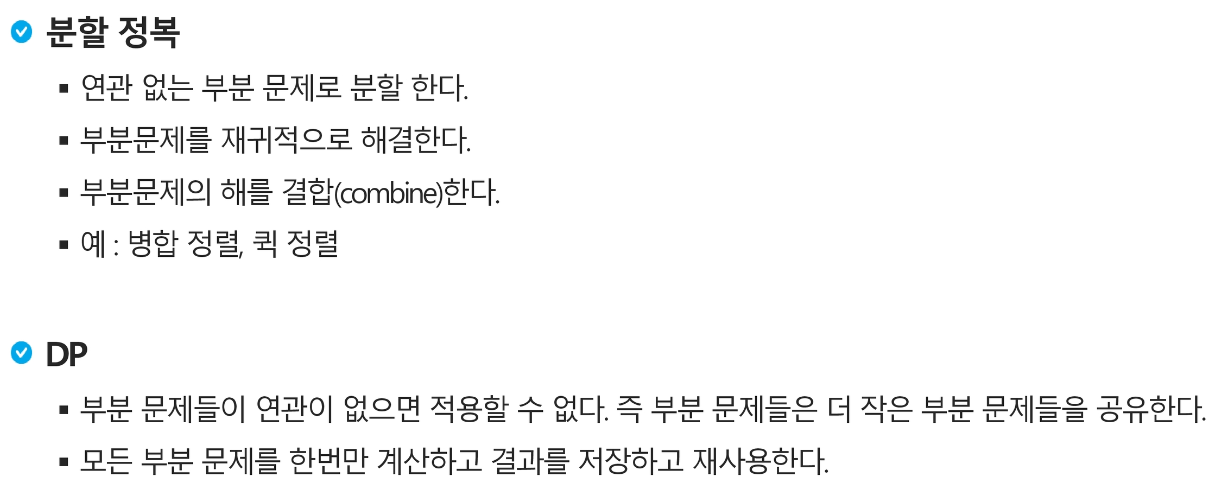 분할 정복
▪ 연관 없는 부분 문제로 분할 한다.
▪ 부분문제를 재귀적으로 해결한다.
▪ 부분문제의 해를 결합(combine)한다.
▪ 예 : 병합 정렬, 퀵 정렬
DP
▪ 부분 문제들이 연관이 없으면 적용할 수 없다. 즉 부분 문제들은 더 작은 부분 문제들을 공유한다.
▪ 모든 부분 문제를 한번만 계산하고 결과를 저장하고 재사용한다.